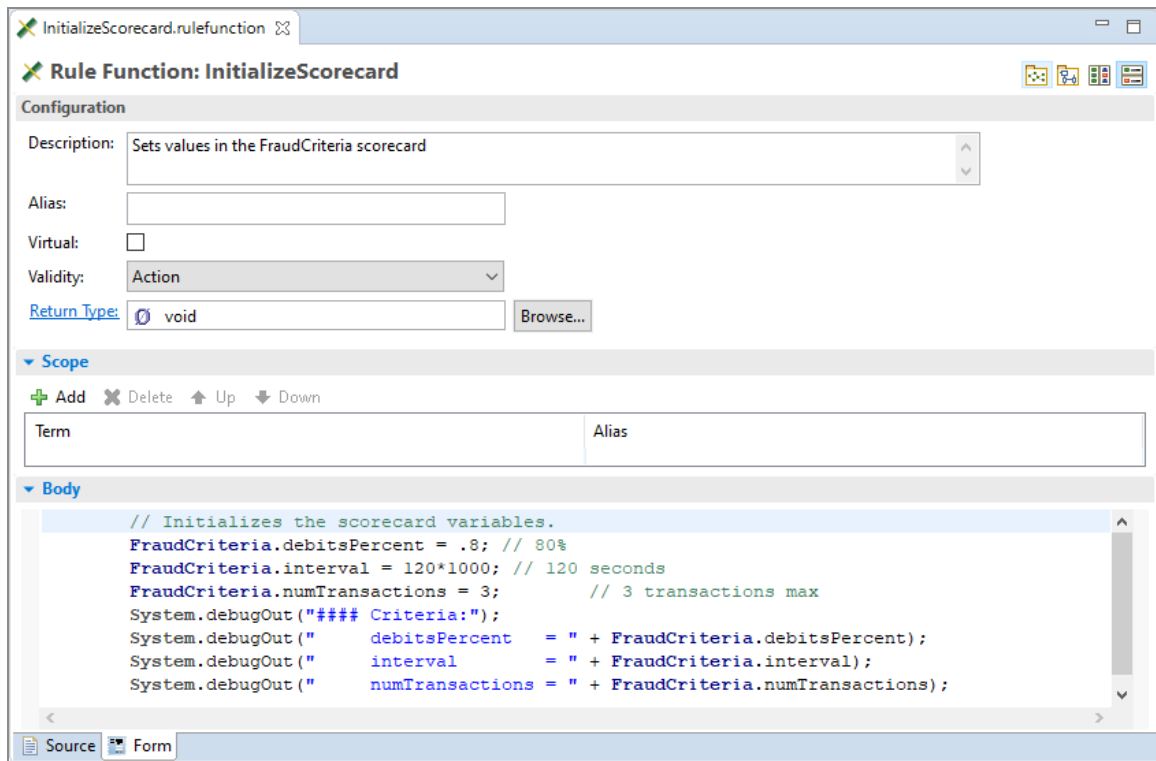 InitializeScorecard.rulefunction
Rule Function: InitializeScorecard
Configuration
Description: Sets values in the FraudCriteria scorecard
Alias:
Virtual:
Validity: Action
Return Type: void Browse...
Scope
Add Delete Up Down
Term Alias
Body
// Initializes the scorecard variables.
FraudCriteria.debitsPercent = .8; // 80%
FraudCriteria.interval = 120*1000; // 120 seconds
FraudCriteria.numTransactions = 3;        // 3 transactions max
System.debugOut("#### Criteria:");
System.debugOut("     debitsPercent   = " + FraudCriteria.debitsPercent);
System.debugOut("     interval        = " + FraudCriteria.interval);
System.debugOut("     numTransactions = " + FraudCriteria.numTransactions);
Source Form